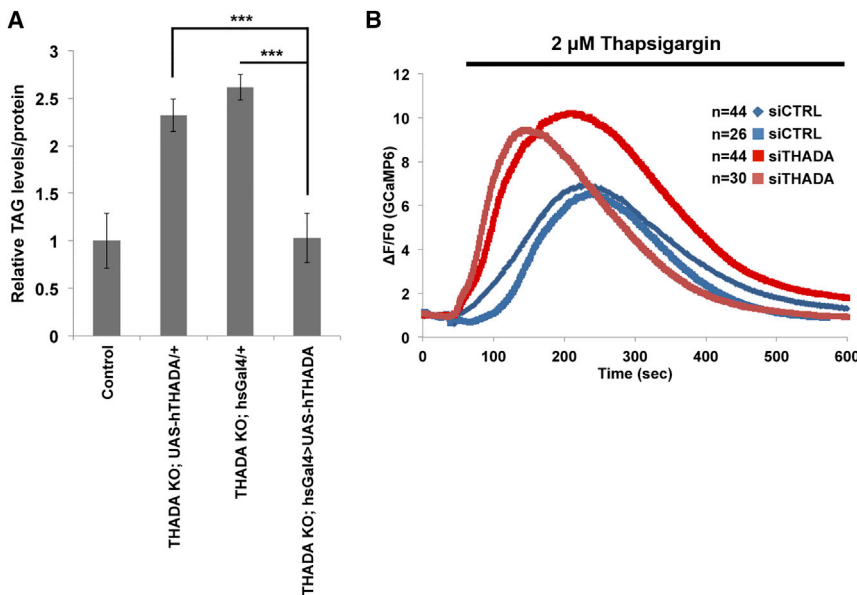 A
***
***
Relative TAG levels/protein
3
2.5
2
1.5
1
0.5
0
Control
THADA KO; UAS-hTHADA/+
THADA KO; hsGal4/+
THADA KO; hsGal4>UAS-hTHADA
B
2 µM Thapsigargin
ΔF/F0 (GCaMP6)
12
10
8
6
4
2
0
n=44 siCTRL
n=26 siCTRL
n=44 siTHADA
n=30 siTHADA
0 100 200 300 400 500 600
Time (sec)